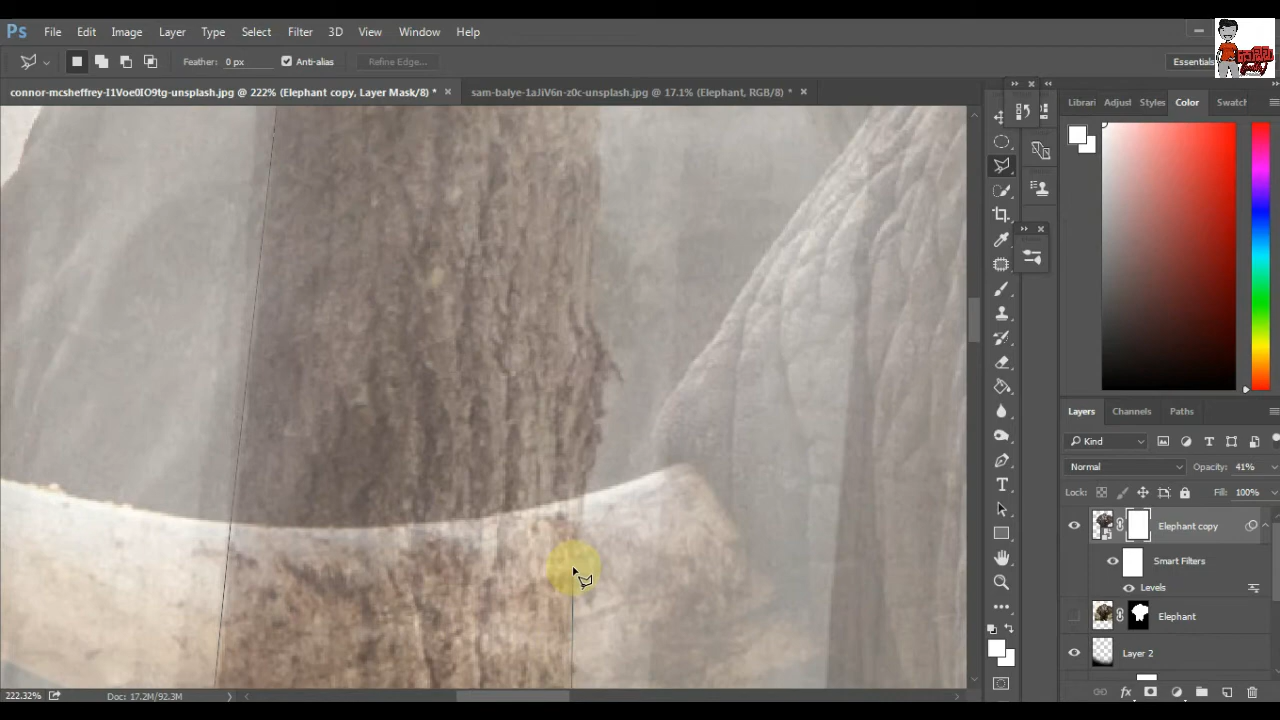 Ps File Edit Image Layer Type Select Filter 3D View Window Help
Feather: 0 px Anti-alias Refine Edge... Essentials
connor-mcsheffrey-I1Voe0IO9tg-unsplash.jpg @ 222% (Elephant copy, Layer Mask/8) * × sam-balye-1aJiV6n-z0c-unsplash.jpg @ 17.1% (Elephant, RGB/8) * ×
Librari Adjust Styles Color Swatch
Layers Channels Paths
Kind
Normal Opacity: 41%
Lock: Fill: 100%
Elephant copy
Smart Filters
Levels
Elephant
Layer 2
222.32% Doc: 17.2M/92.3M